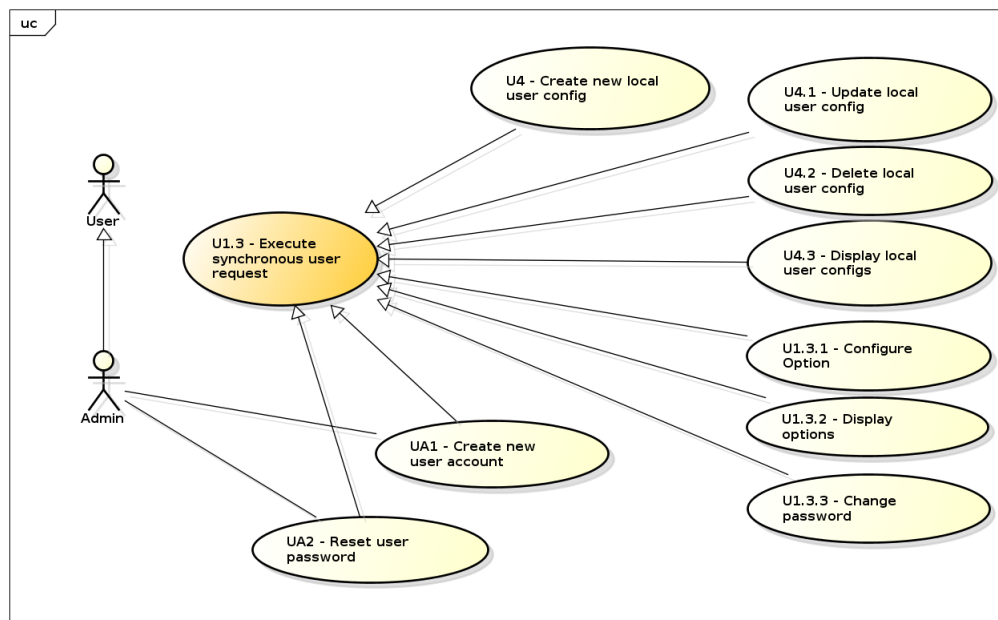 uc
U4 - Create new local
user config
U4.1 - Update local
user config
U4.2 - Delete local
user config
User
U1.3 - Execute
synchronous user
request
U4.3 - Display local
user configs
U1.3.1 - Configure
Option
Admin
U1.3.2 - Display
options
UA1 - Create new
user account
U1.3.3 - Change
password
UA2 - Reset user
password